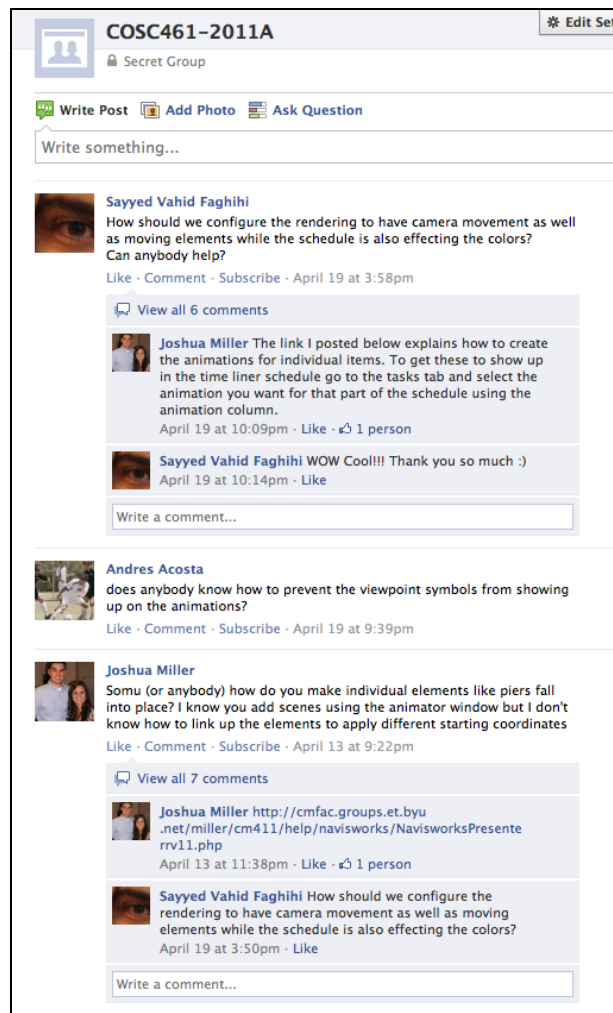 COSC461-2011A
Edit Set
Secret Group
Write Post Add Photo Ask Question
Write something...
Sayyed Vahid Faghihi
How should we configure the rendering to have camera movement as well
as moving elements while the schedule is also effecting the colors?
Can anybody help?
Like · Comment · Subscribe · April 19 at 3:58pm
View all 6 comments
Joshua Miller The link I posted below explains how to create
the animations for individual items. To get these to show up
in the time liner schedule go to the tasks tab and select the
animation you want for that part of the schedule using the
animation column.
April 19 at 10:09pm · Like · 1 person
Sayyed Vahid Faghihi WOW Cool!!! Thank you so much :)
April 19 at 10:14pm · Like
Write a comment...
Andres Acosta
does anybody know how to prevent the viewpoint symbols from showing
up on the animations?
Like · Comment · Subscribe · April 19 at 9:39pm
Joshua Miller
Somu (or anybody) how do you make individual elements like piers fall
into place? I know you add scenes using the animator window but I don't
know how to link up the elements to apply different starting coordinates
Like · Comment · Subscribe · April 13 at 9:22pm
View all 7 comments
Joshua Miller http://cmfac.groups.et.byu
.net/miller/cm411/help/navisworks/NavisworksPresente
rrv11.php
April 13 at 11:38pm · Like · 1 person
Sayyed Vahid Faghihi How should we configure the
rendering to have camera movement as well as moving
elements while the schedule is also effecting the colors?
April 19 at 3:50pm · Like
Write a comment...